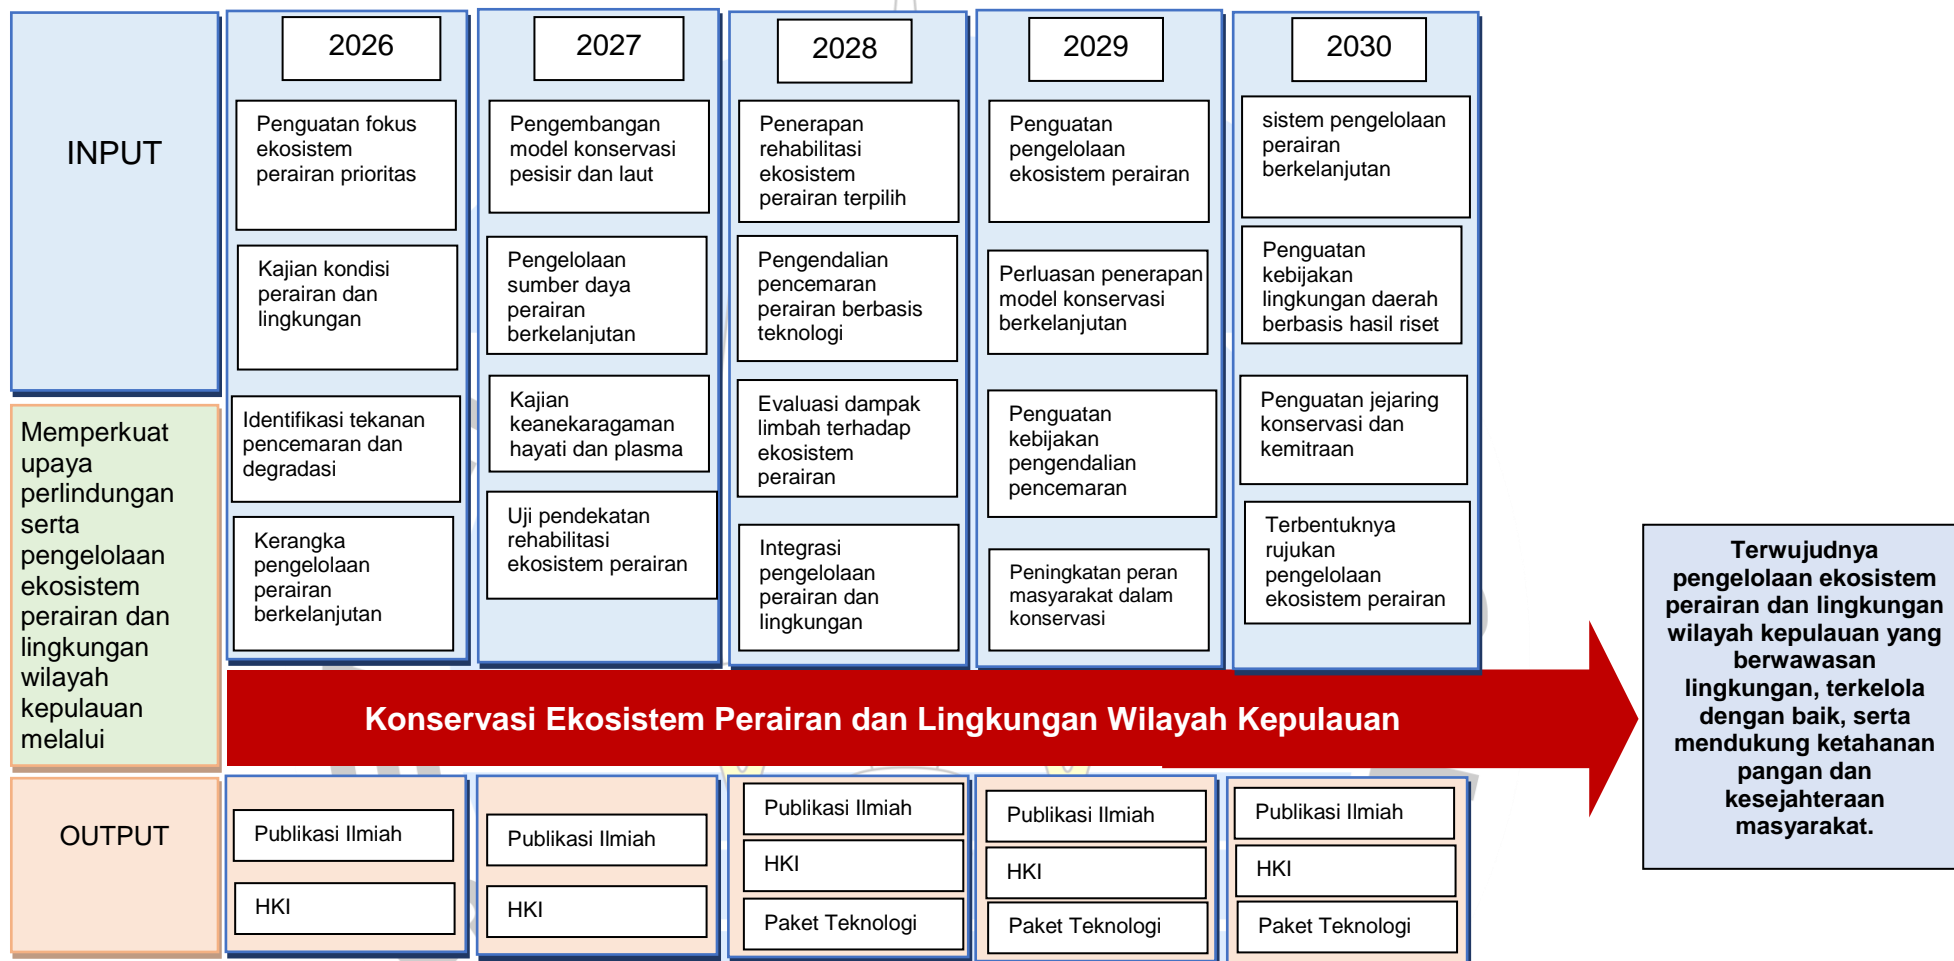 INPUT
2026
Penguatan fokus
ekosistem
perairan prioritas
Kajian kondisi
perairan dan
lingkungan
Identifikasi tekanan
pencemaran dan
degradasi
Kerangka
pengelolaan
perairan
berkelanjutan
2027
Pengembangan
model konservasi
pesisir dan laut
Pengelolaan
sumber daya
perairan
berkelanjutan
Kajian
keanekaragaman
hayati dan plasma
Uji pendekatan
rehabilitasi
ekosistem perairan
2028
Penerapan
rehabilitasi
ekosistem
perairan terpilih
Pengendalian
pencemaran
perairan berbasis
teknologi
Evaluasi dampak
limbah terhadap
ekosistem
perairan
Integrasi
pengelolaan
perairan dan
lingkungan
2029
Penguatan
pengelolaan
ekosistem perairan
Perluasan penerapan
model konservasi
berkelanjutan
Penguatan
kebijakan
pengendalian
pencemaran
Peningkatan peran
masyarakat dalam
konservasi
2030
sistem pengelolaan
perairan
berkelanjutan
Penguatan
kebijakan
lingkungan daerah
berbasis hasil riset
Penguatan jejaring
konservasi dan
kemitraan
Terbentuknya
rujukan
pengelolaan
ekosistem perairan
Memperkuat
upaya
perlindungan
serta
pengelolaan
ekosistem
perairan dan
lingkungan
wilayah
kepulauan
melalui
Konservasi Ekosistem Perairan dan Lingkungan Wilayah Kepulauan
Terwujudnya
pengelolaan ekosistem
perairan dan lingkungan
wilayah kepulauan yang
berwawasan
lingkungan, terkelola
dengan baik, serta
mendukung ketahanan
pangan dan
kesejahteraan
masyarakat.
OUTPUT
Publikasi Ilmiah
HKI
Publikasi Ilmiah
HKI
Publikasi Ilmiah
HKI
Paket Teknologi
Publikasi Ilmiah
HKI
Paket Teknologi
Publikasi Ilmiah
HKI
Paket Teknologi